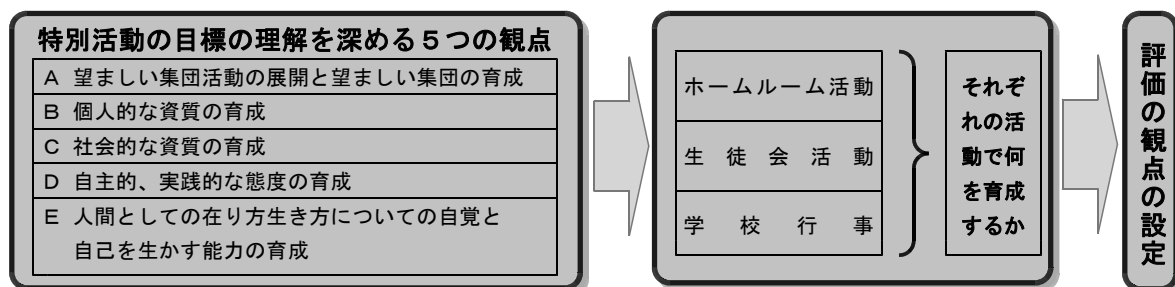 特別活動の目標の理解を深める５つの観点
Ａ 望ましい集団活動の展開と望ましい集団の育成
Ｂ 個人的な資質の育成
Ｃ 社会的な資質の育成
Ｄ 自主的、実践的な態度の育成
Ｅ 人間としての在り方生き方についての自覚と
自己を生かす能力の育成
ホームルーム活動
生徒会活動
学校行事
それぞ
れの活
動で何
を育成
するか
評価の観点の設定